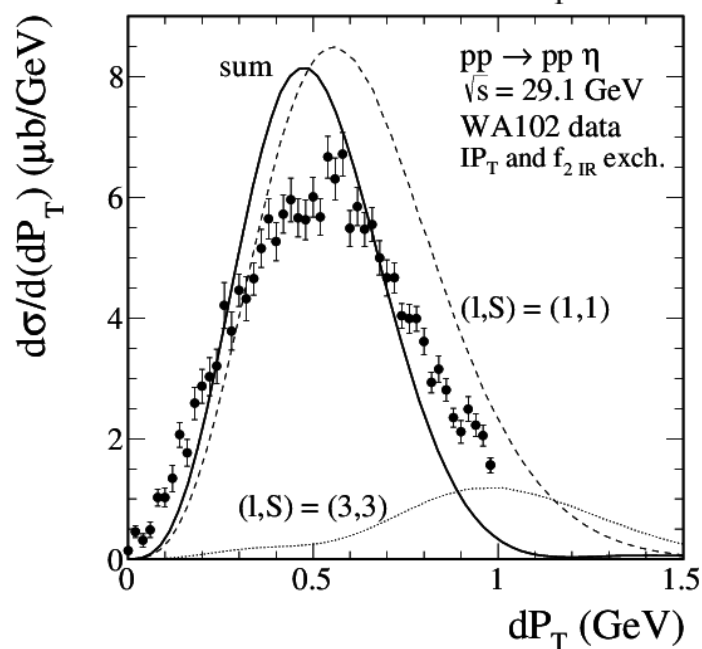 pp → pp η
√s = 29.1 GeV
WA102 data
IP_T and f_2 IR exch.
sum
(l,S) = (1,1)
(l,S) = (3,3)
dσ/d(dP_T) (μb/GeV)
8
6
4
2
0
0
0.5
1
1.5
dP_T (GeV)